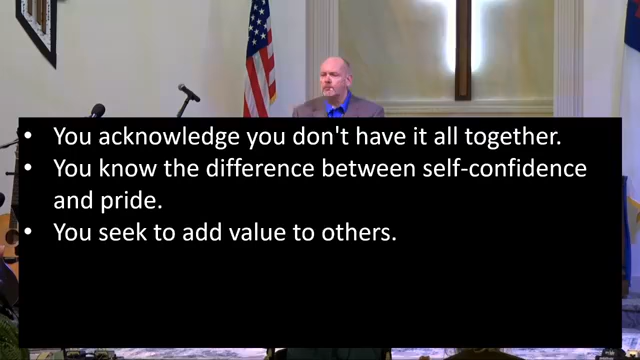 • You acknowledge you don't have it all together.
• You know the difference between self-confidence
and pride.
• You seek to add value to others.